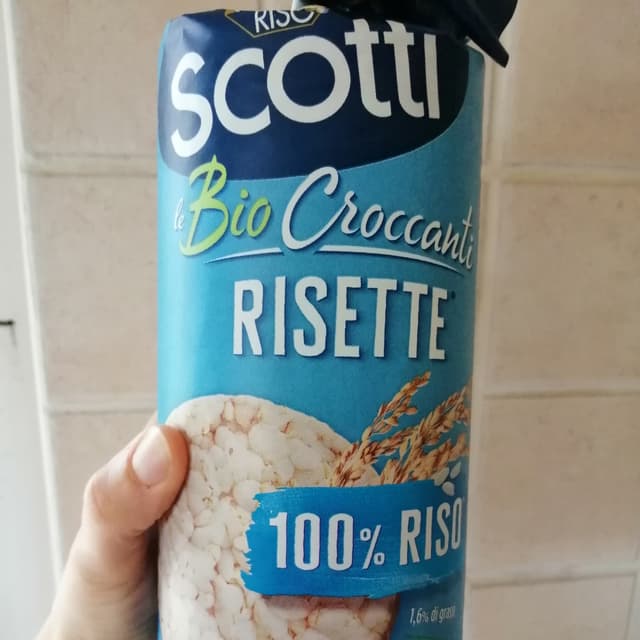 RISO
SCOTTI
le Bio Croccanti
RISETTE
100% RISO
1,6% di grassi